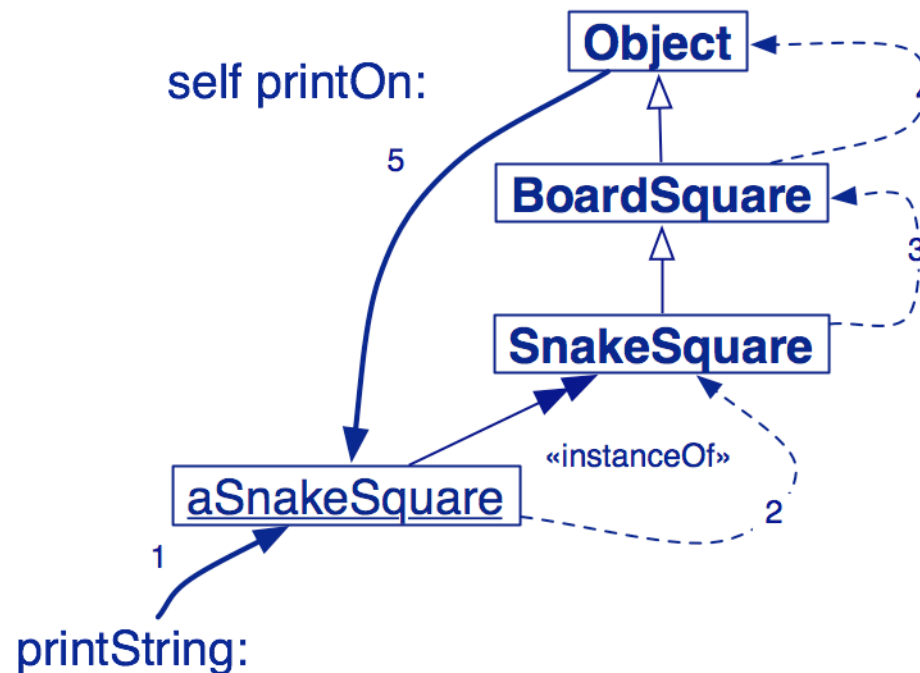 Object
self printOn:
5
BoardSquare
3
SnakeSquare
«instanceOf»
aSnakeSquare
2
1
printString: